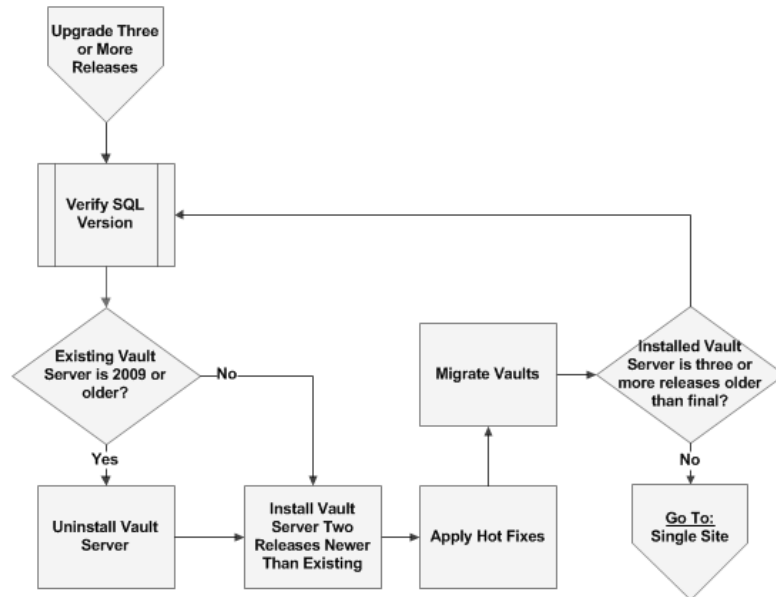 Upgrade Three
or More
Releases
Verify SQL
Version
Existing Vault
Server is 2009 or
older?
No
Yes
Uninstall Vault
Server
Install Vault
Server Two
Releases Newer
Than Existing
Apply Hot Fixes
Migrate Vaults
Installed Vault
Server is three or
more releases older
than final?
No
Go To:
Single Site